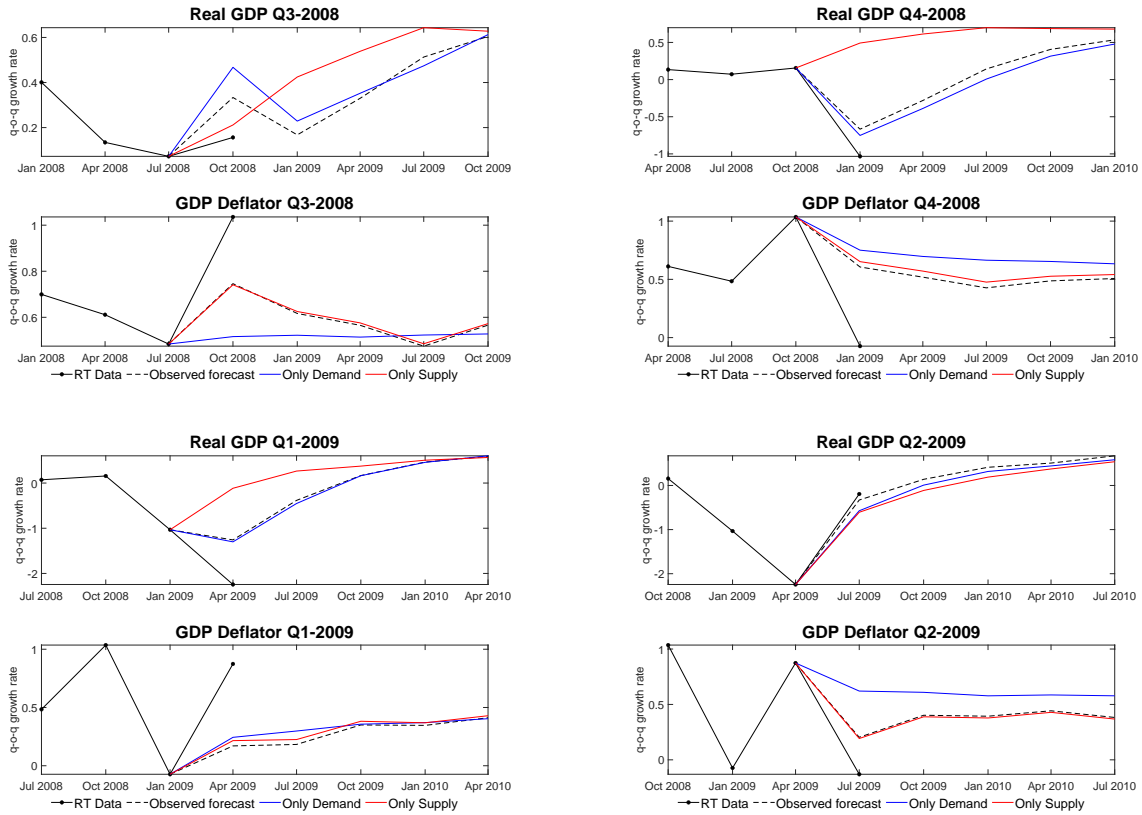 Real GDP Q3-2008
q-o-q growth rate
0.6
0.4
0.2
Jan 2008 Apr 2008 Jul 2008 Oct 2008 Jan 2009 Apr 2009 Jul 2009 Oct 2009
GDP Deflator Q3-2008
q-o-q growth rate
1
0.8
0.6
Jan 2008 Apr 2008 Jul 2008 Oct 2008 Jan 2009 Apr 2009 Jul 2009 Oct 2009
RT Data Observed forecast Only Demand Only Supply
Real GDP Q4-2008
q-o-q growth rate
0.5
0
-0.5
-1
Apr 2008 Jul 2008 Oct 2008 Jan 2009 Apr 2009 Jul 2009 Oct 2009 Jan 2010
GDP Deflator Q4-2008
q-o-q growth rate
1
0.5
0
Apr 2008 Jul 2008 Oct 2008 Jan 2009 Apr 2009 Jul 2009 Oct 2009 Jan 2010
RT Data Observed forecast Only Demand Only Supply
Real GDP Q1-2009
q-o-q growth rate
0
-1
-2
Jul 2008 Oct 2008 Jan 2009 Apr 2009 Jul 2009 Oct 2009 Jan 2010 Apr 2010
GDP Deflator Q1-2009
q-o-q growth rate
1
0.5
0
Jul 2008 Oct 2008 Jan 2009 Apr 2009 Jul 2009 Oct 2009 Jan 2010 Apr 2010
RT Data Observed forecast Only Demand Only Supply
Real GDP Q2-2009
q-o-q growth rate
0
-1
-2
Oct 2008 Jan 2009 Apr 2009 Jul 2009 Oct 2009 Jan 2010 Apr 2010 Jul 2010
GDP Deflator Q2-2009
q-o-q growth rate
1
0.5
0
Oct 2008 Jan 2009 Apr 2009 Jul 2009 Oct 2009 Jan 2010 Apr 2010 Jul 2010
RT Data Observed forecast Only Demand Only Supply